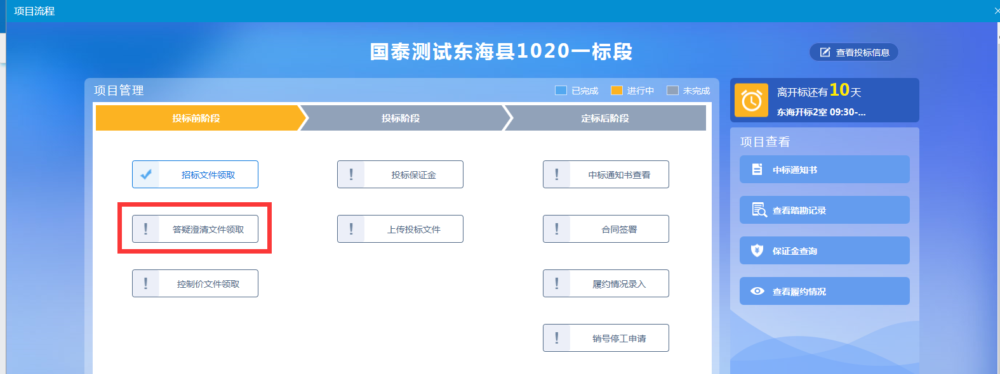 项目流程
国泰测试东海县1020一标段
查看投标信息
项目管理
已完成 进行中 未完成
投标前阶段 投标阶段 定标后阶段
招标文件领取 投标保证金 中标通知书查看
答疑澄清文件领取 上传投标文件 合同签署
控制价文件领取 履约情况录入
销号停工申请
离开标还有10天
东海开标2室 09:30-...
项目查看
中标通知书
查看踏勘记录
保证金查询
查看履约情况